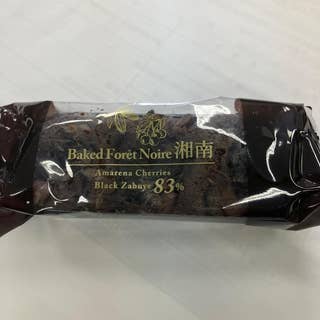 Baked Forêt Noire 湘南
Amarena Cherries
Black Zabuye 83%